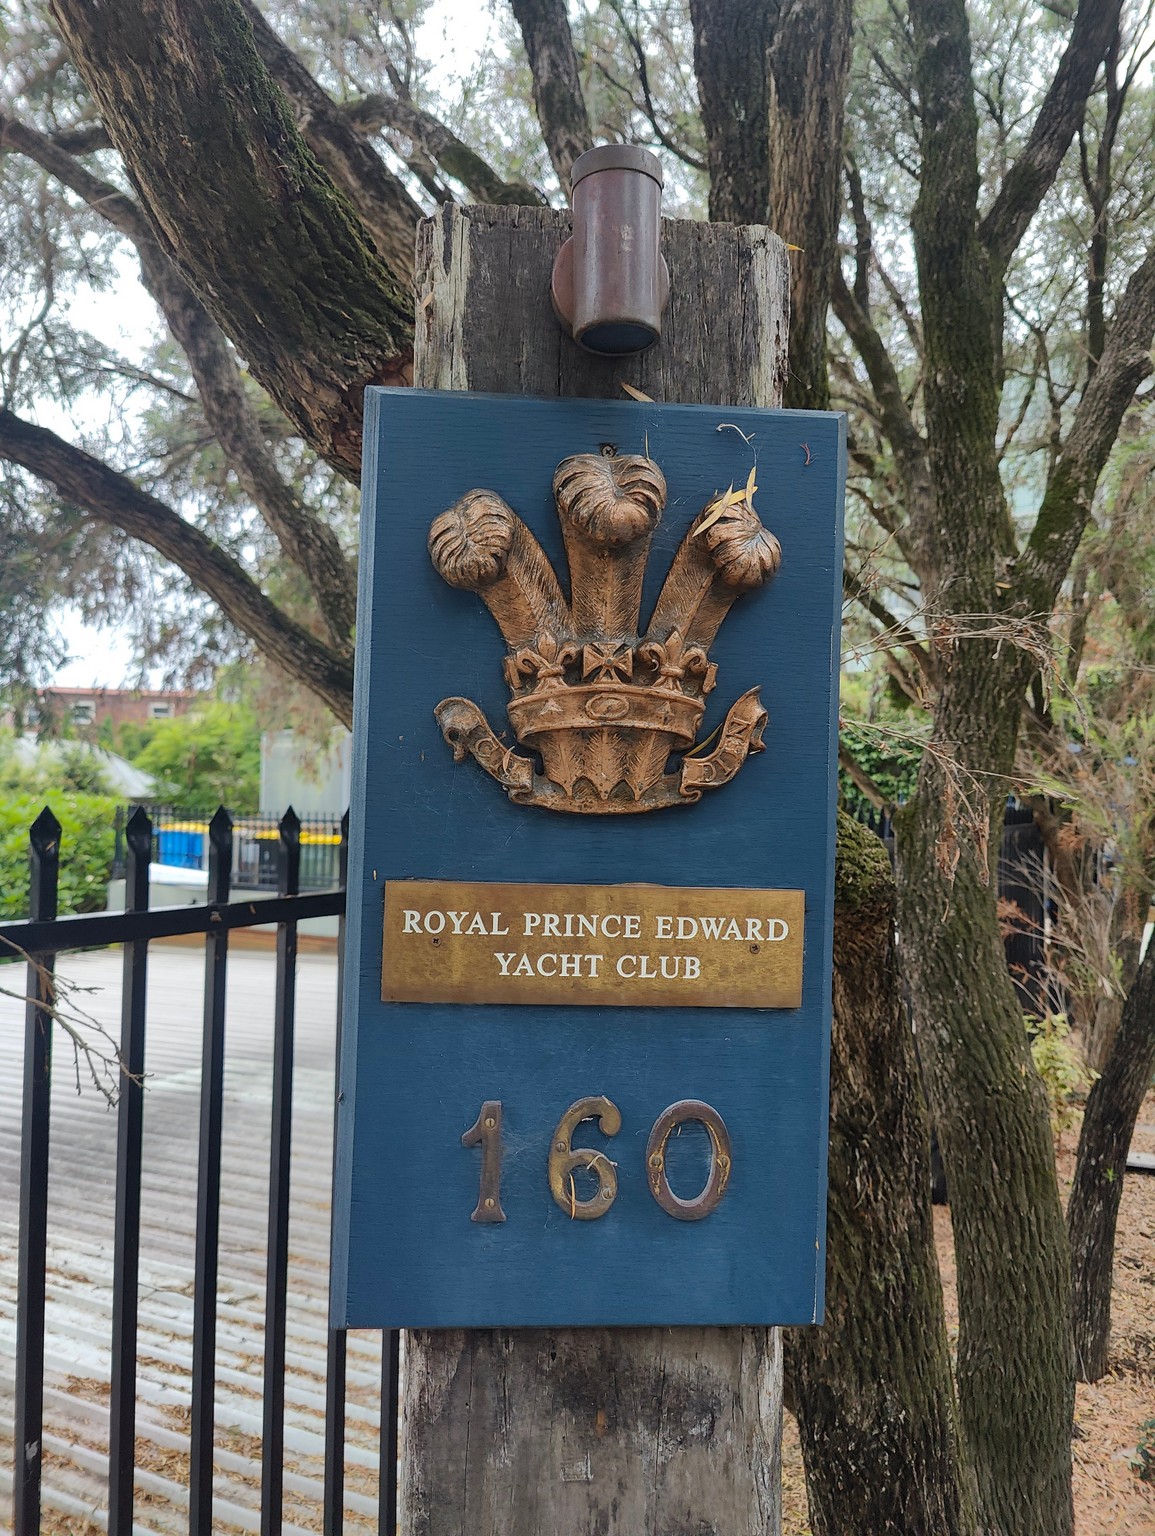 ROYAL PRINCE EDWARD
YACHT CLUB
160